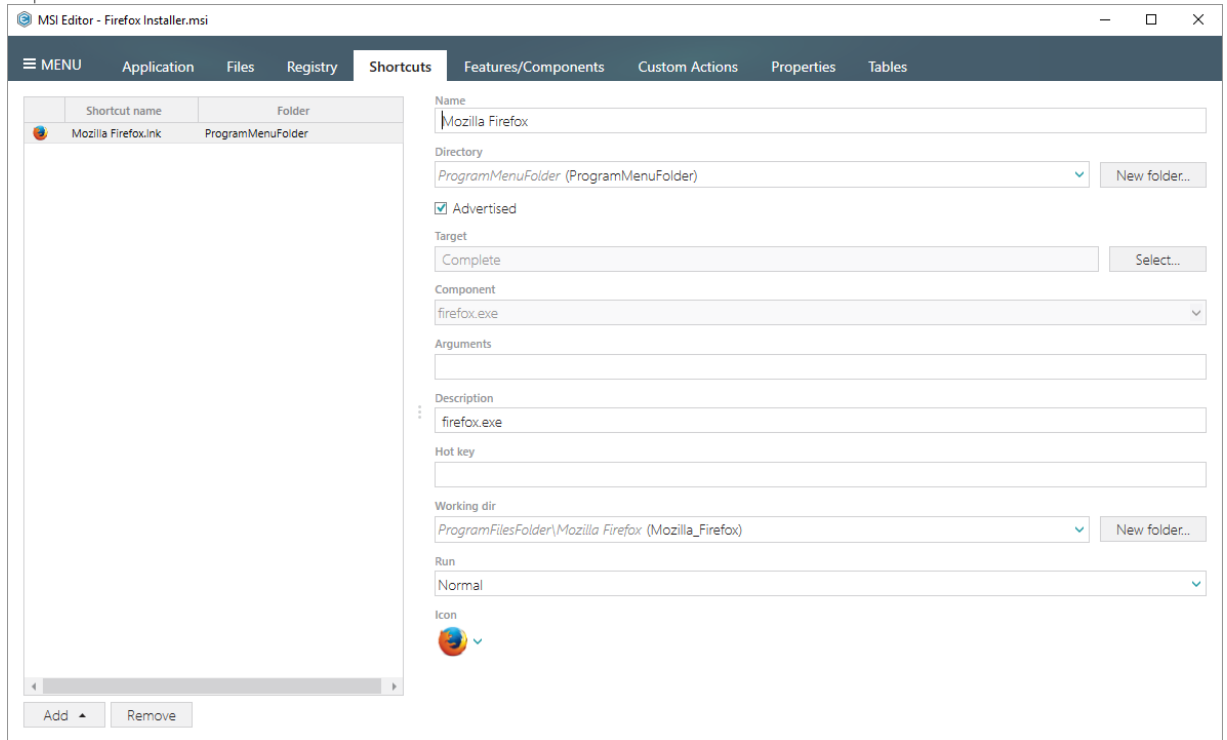 MSI Editor - Firefox Installer.msi
MENU Application Files Registry Shortcuts Features/Components Custom Actions Properties Tables
Shortcut name Folder
Mozilla Firefox.lnk ProgramMenuFolder
Name
Mozilla Firefox
Directory
ProgramMenuFolder (ProgramMenuFolder)
New folder...
Advertised
Target
Complete
Select...
Component
firefox.exe
Arguments
Description
firefox.exe
Hot key
Working dir
ProgramFilesFolder\Mozilla Firefox (Mozilla_Firefox)
New folder...
Run
Normal
Icon
Add Remove